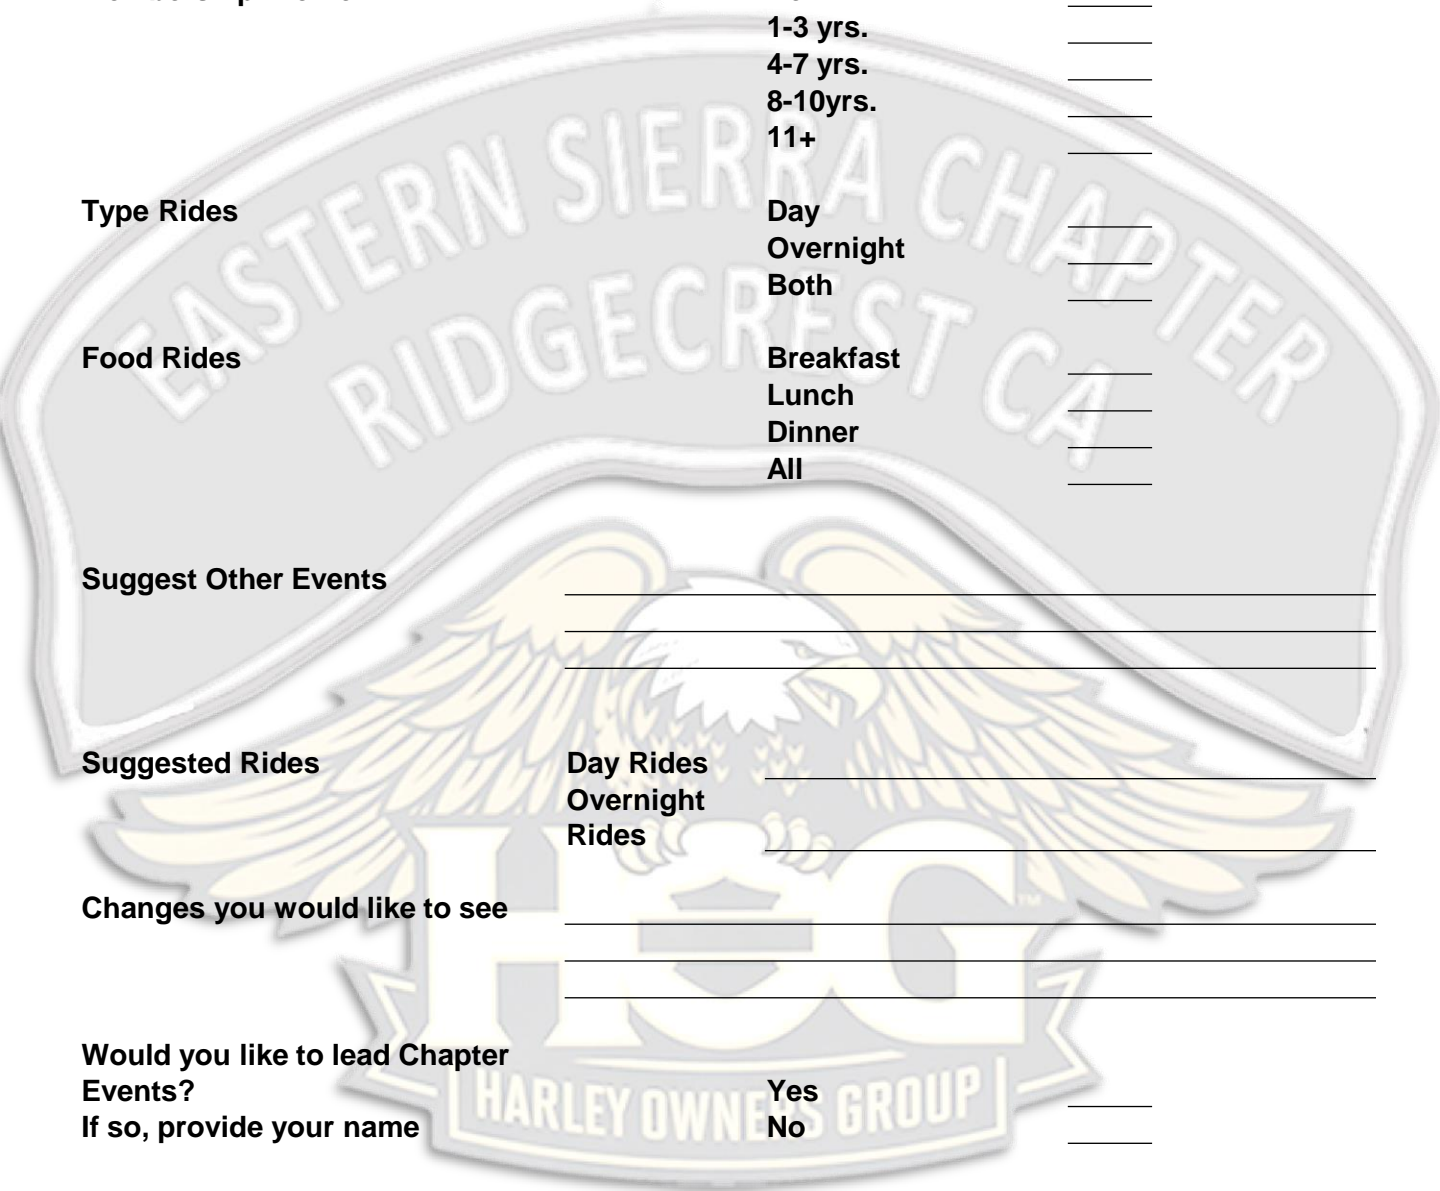 1-3 yrs.
4-7 yrs.
8-10yrs.
11+
Type Rides Day
Overnight
Both
Food Rides Breakfast
Lunch
Dinner
All
Suggest Other Events
Suggested Rides Day Rides
Overnight
Rides
Changes you would like to see
Would you like to lead Chapter
Events? Yes
If so, provide your name No
EASTERN SIERRA CHAPTER
RIDGECREST CA
HOG
TM
HARLEY OWNERS GROUP